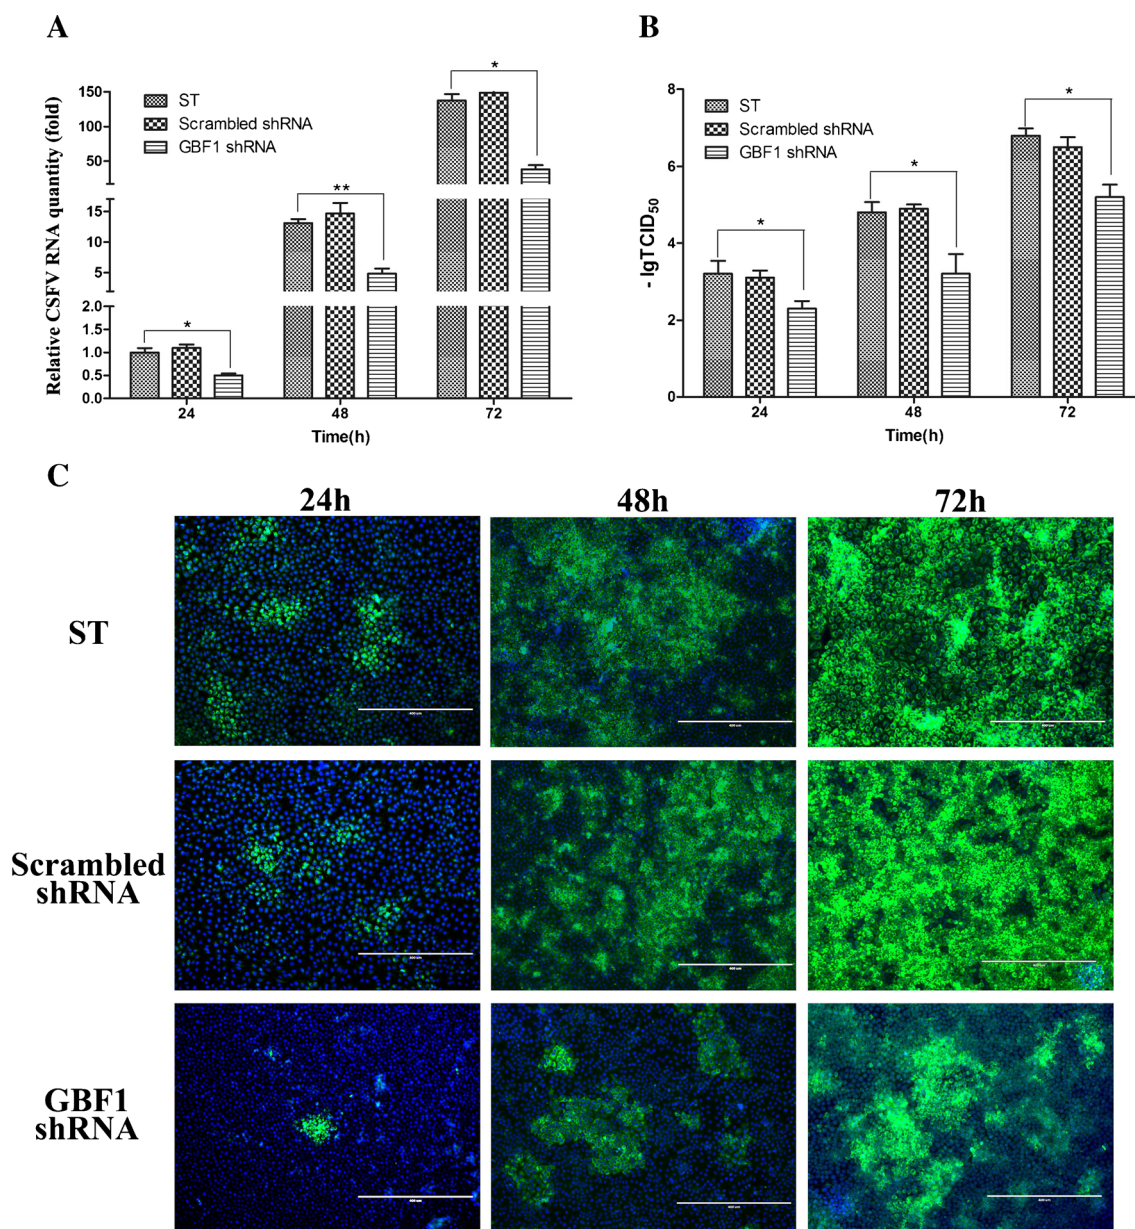 A
B
Relative CSFV RNA quantity (fold)
150
100
50
15
10
5
2.0
1.5
1.0
0.5
0.0
ST
Scrambled shRNA
GBF1 shRNA
*
**
*
24
48
72
Time(h)
- lgTCID50
8
6
4
2
0
ST
Scrambled shRNA
GBF1 shRNA
*
*
*
24
48
72
Time(h)
C
24h
48h
72h
ST
Scrambled
shRNA
GBF1
shRNA